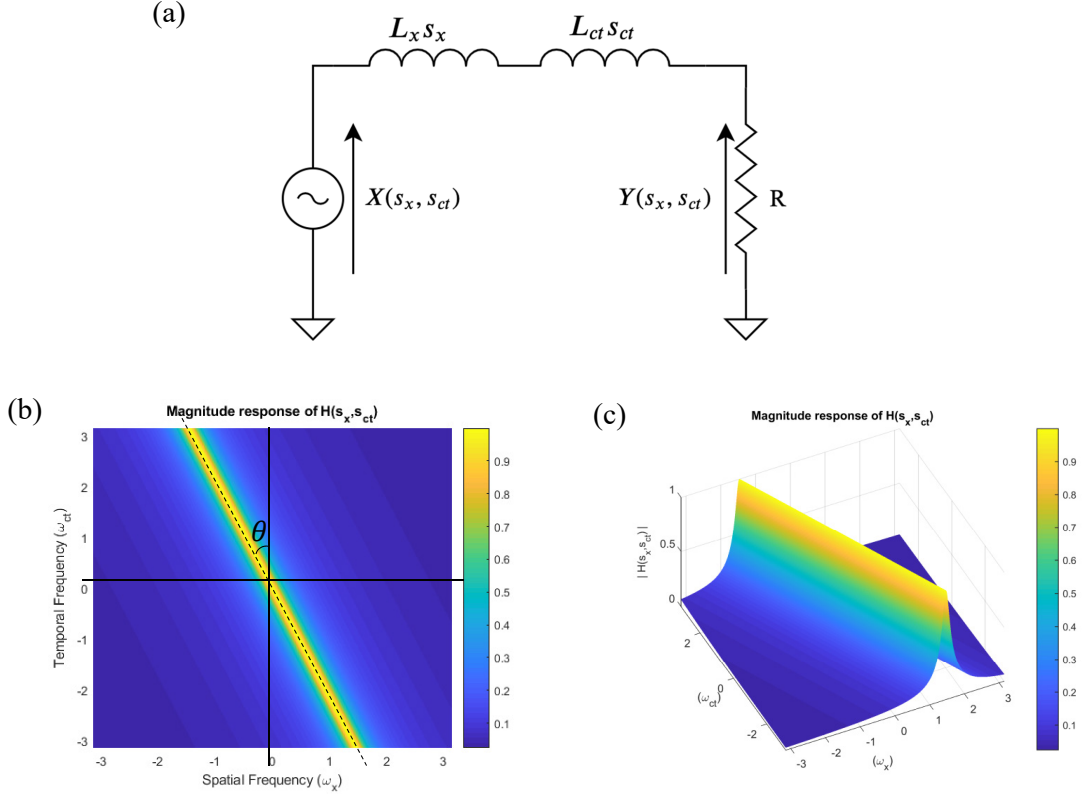 (a)
L_x s_x
L_ct s_ct
X(s_x, s_ct)
Y(s_x, s_ct)
R
(b)
Magnitude response of H(s_x,s_ct)
3
2
1
0
-1
-2
-3
Temporal Frequency (ω_ct)
θ
-3 -2 -1 0 1 2 3
Spatial Frequency (ω_x)
0.9
0.8
0.7
0.6
0.5
0.4
0.3
0.2
0.1
(c)
Magnitude response of H(s_x,s_ct)
| H(s_x,s_ct) |
1
0.5
0
2
0
-2
(ω_ct)
-3 -2 -1 0 1 2 3
(ω_x)
0.9
0.8
0.7
0.6
0.5
0.4
0.3
0.2
0.1